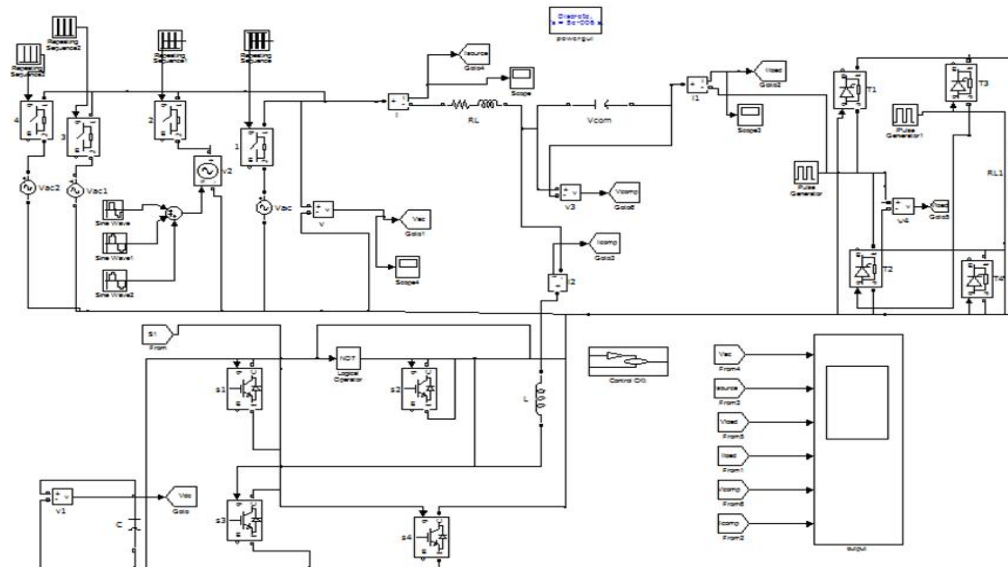 Discrete,
s = 5e-006 s
powergui
Repeating
Sequence2
Repeating
Repeating
Sequence1
Repeating
Sequence
Isource
Goto4
Scope
I
RL
Vcom
I1
Iload
Goto2
Scope3
T1
T3
Pulse
Generator1
Pulse
Generator
RL1
4
3
2
1
v2
Vac2
Vac1
Vac
Sine Wave
Sine Wave1
Sine Wave2
v
Vac
Goto1
Scope4
v
v3
Vcomp
Goto6
Icomp
Goto3
I2
v
v4
Vload
Goto5
T2
T4
S1
From
NOT
Logical
Operator
s1
s2
Control CKt
v
v1
Vdc
Goto
C
s3
s4
Vac
From4
Isource
From3
Vload
From5
Iload
From1
Vcomp
From6
Icomp
From2
output